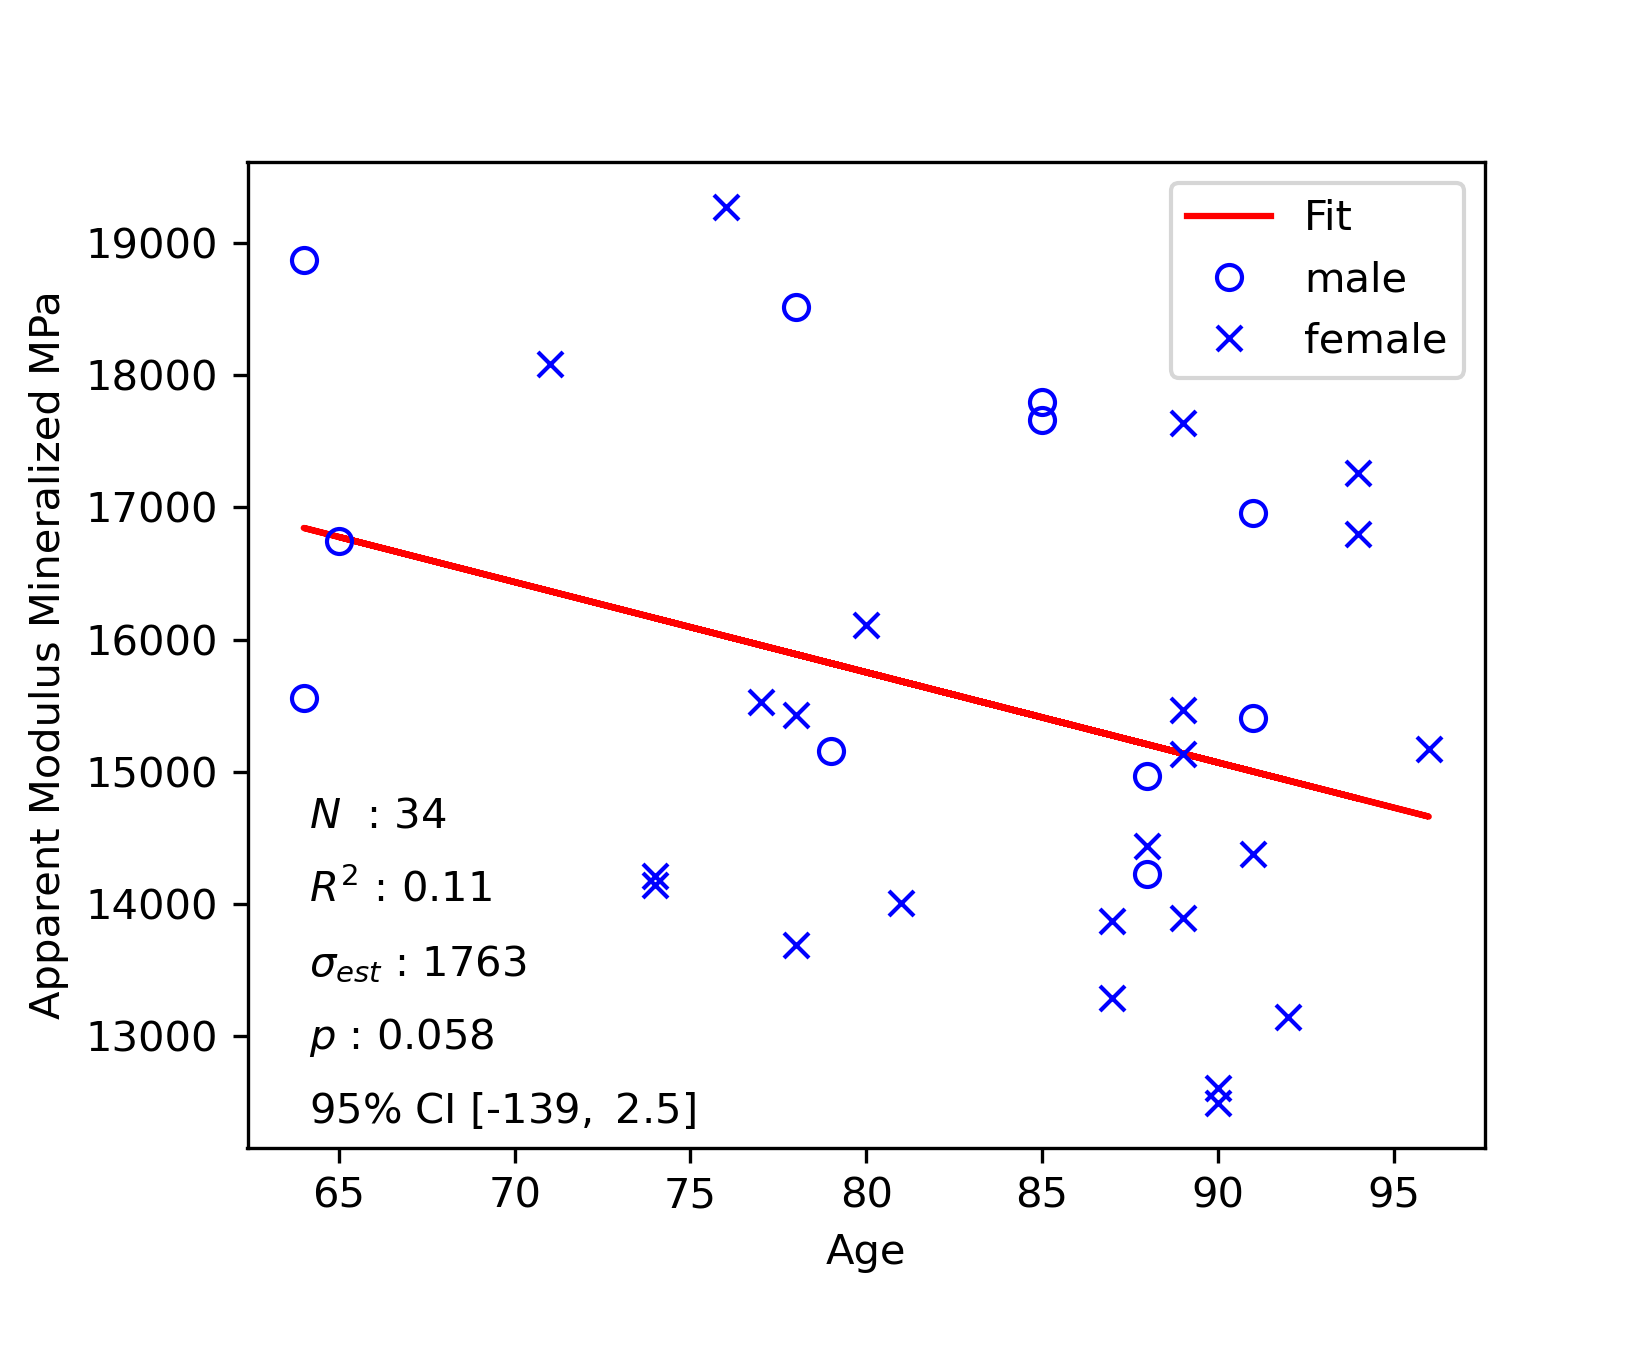 Fit
male
female
19000
18000
17000
16000
15000
14000
13000
Apparent Modulus Mineralized MPa
N : 34
R² : 0.11
σest : 1763
p : 0.058
95% CI [-139, 2.5]
65 70 75 80 85 90 95
Age